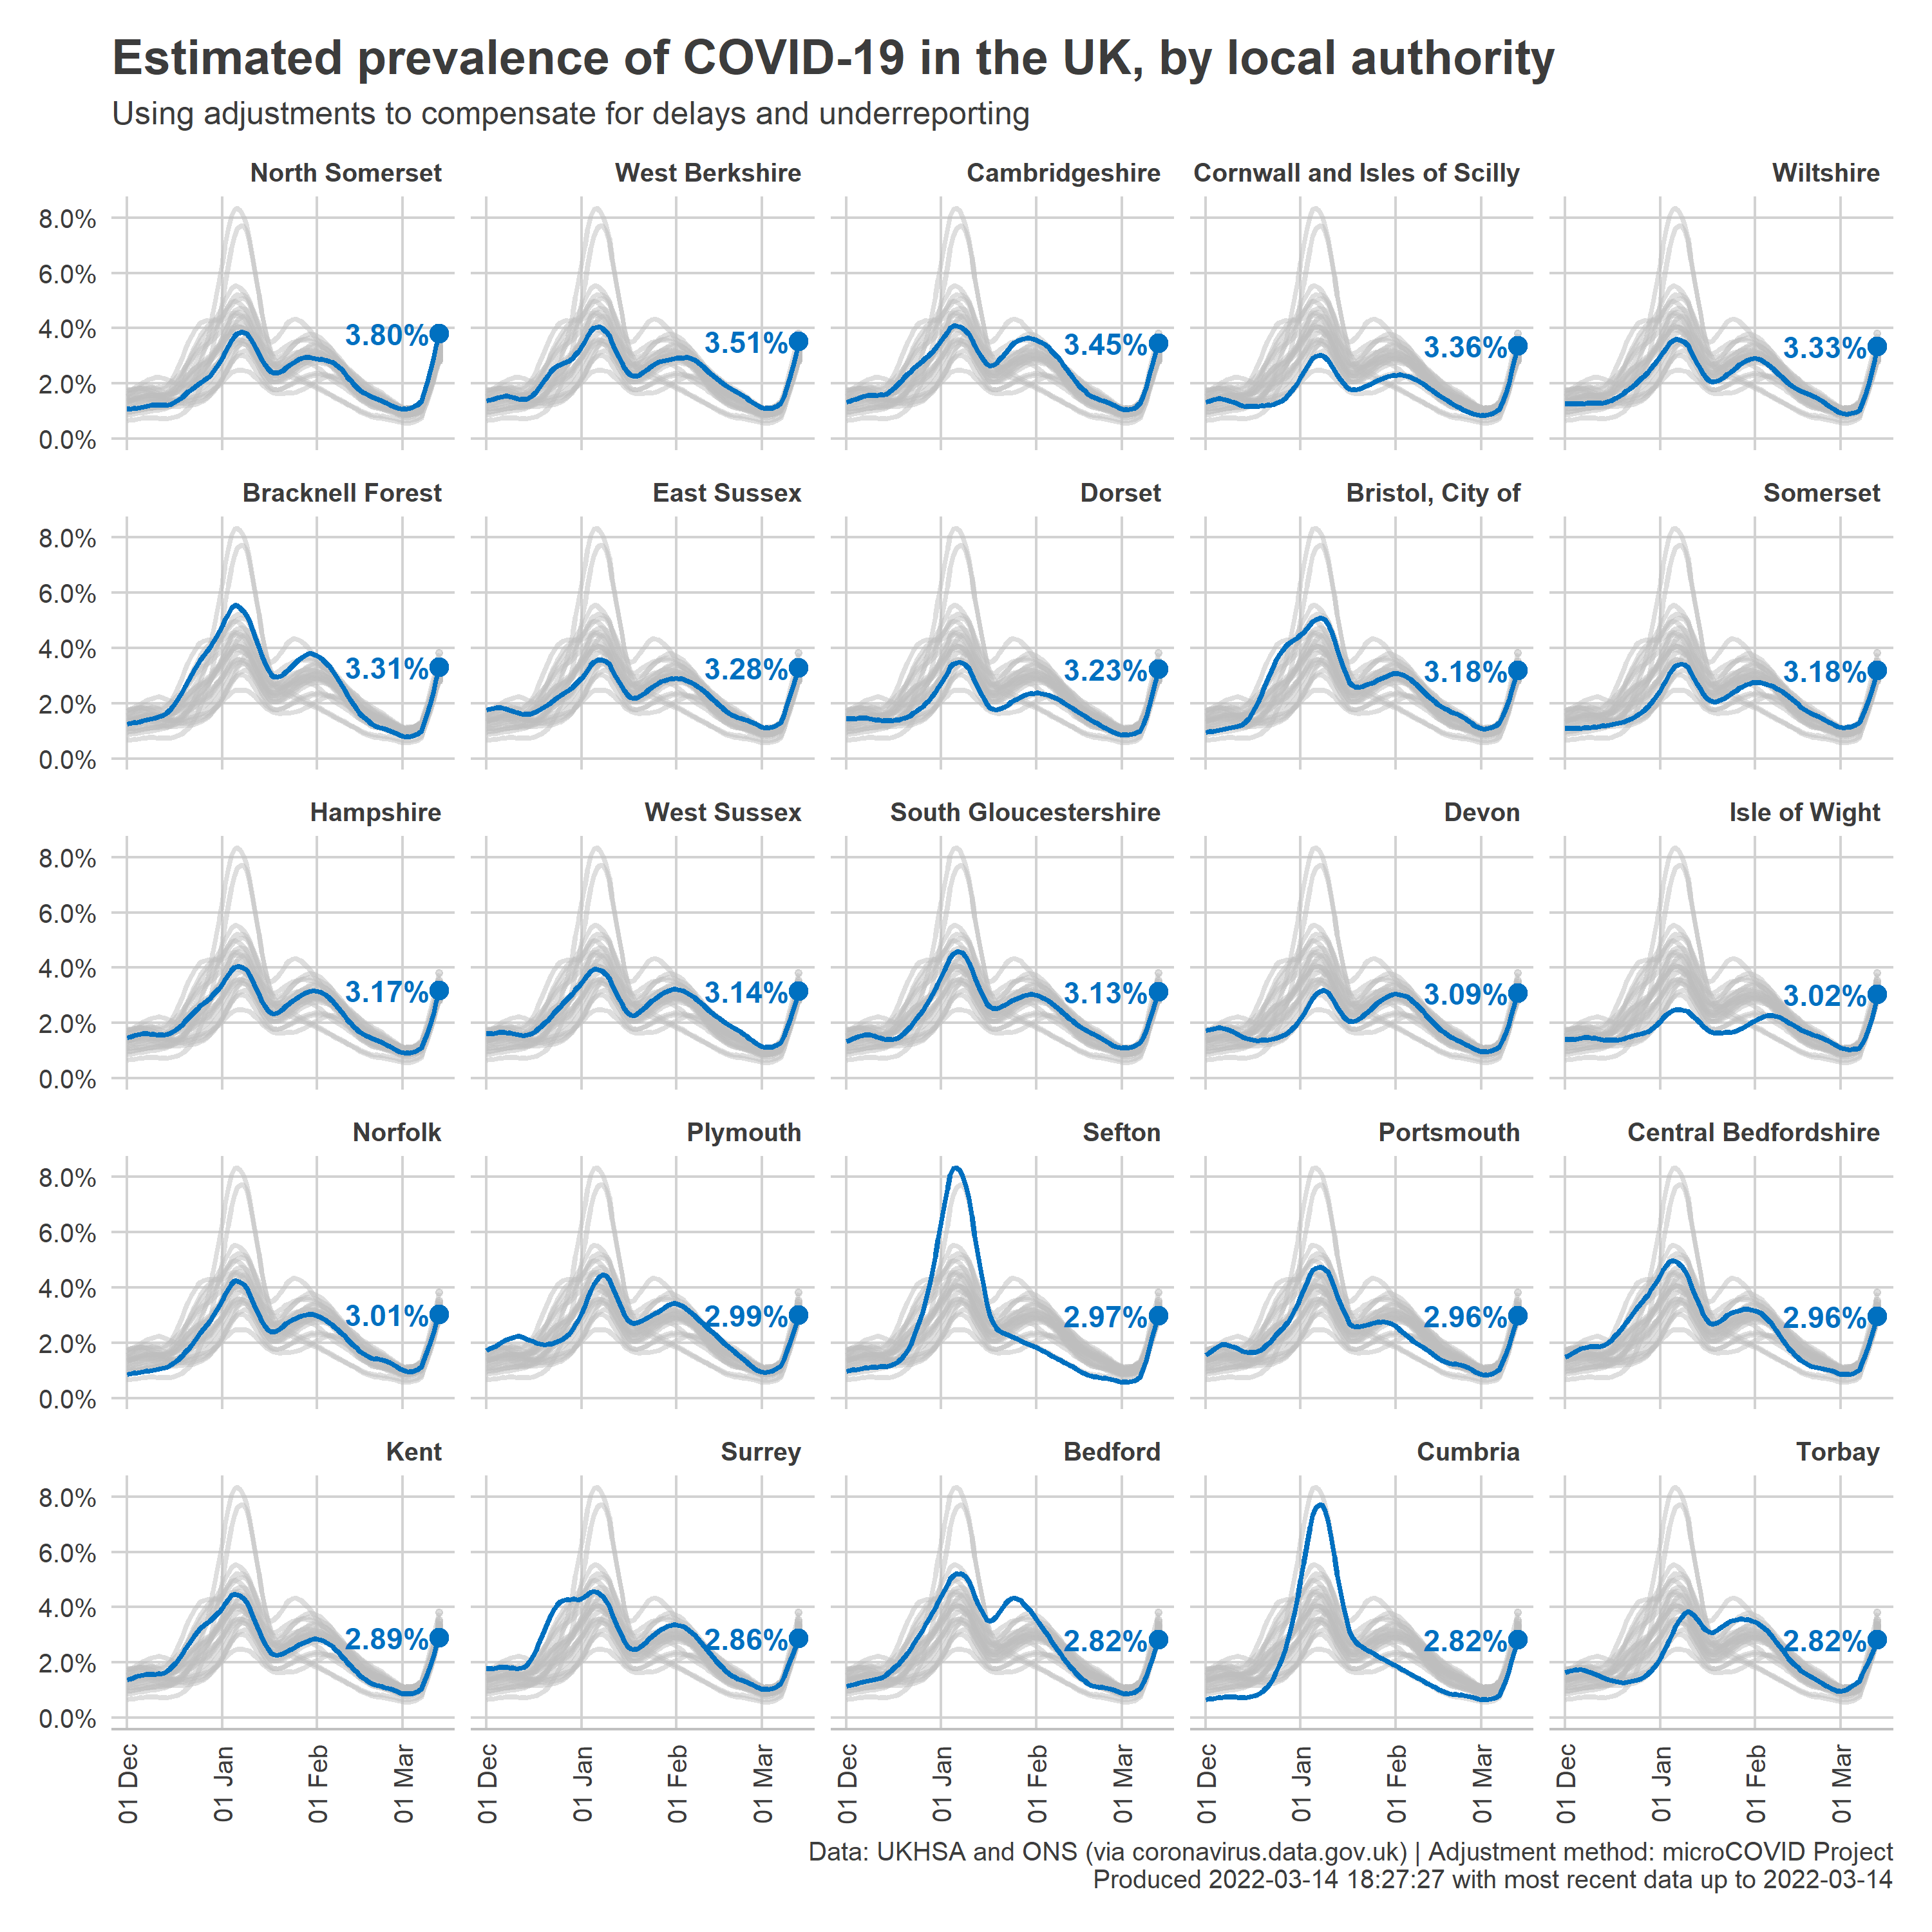 Estimated prevalence of COVID-19 in the UK, by local authority
Using adjustments to compensate for delays and underreporting
North Somerset
West Berkshire
Cambridgeshire
Cornwall and Isles of Scilly
Wiltshire
8.0%
6.0%
4.0%
2.0%
0.0%
3.80%
3.51%
3.45%
3.36%
3.33%
Bracknell Forest
East Sussex
Dorset
Bristol, City of
Somerset
8.0%
6.0%
4.0%
2.0%
0.0%
3.31%
3.28%
3.23%
3.18%
3.18%
Hampshire
West Sussex
South Gloucestershire
Devon
Isle of Wight
8.0%
6.0%
4.0%
2.0%
0.0%
3.17%
3.14%
3.13%
3.09%
3.02%
Norfolk
Plymouth
Sefton
Portsmouth
Central Bedfordshire
8.0%
6.0%
4.0%
2.0%
0.0%
3.01%
2.99%
2.97%
2.96%
2.96%
Kent
Surrey
Bedford
Cumbria
Torbay
8.0%
6.0%
4.0%
2.0%
0.0%
2.89%
2.86%
2.82%
2.82%
2.82%
01 Dec
01 Jan
01 Feb
01 Mar
01 Dec
01 Jan
01 Feb
01 Mar
01 Dec
01 Jan
01 Feb
01 Mar
01 Dec
01 Jan
01 Feb
01 Mar
01 Dec
01 Jan
01 Feb
01 Mar
Data: UKHSA and ONS (via coronavirus.data.gov.uk) | Adjustment method: microCOVID Project
Produced 2022-03-14 18:27:27 with most recent data up to 2022-03-14